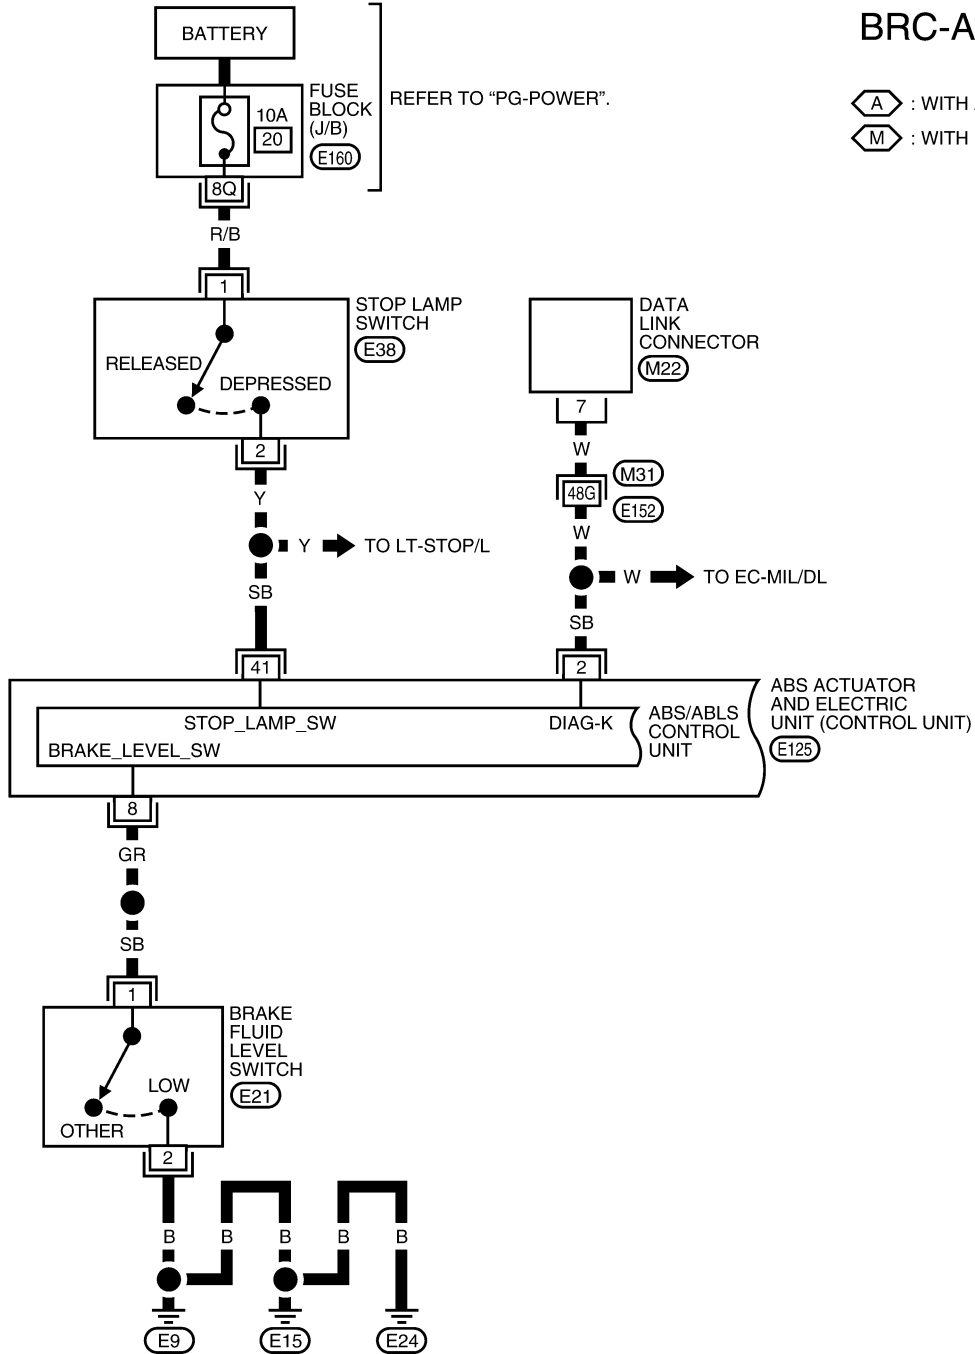 BRC-A
BATTERY
FUSE
BLOCK
(J/B)
E160
10A
20
REFER TO “PG-POWER”.
A : WITH
M : WITH
8Q
R/B
1
STOP LAMP
SWITCH
E38
RELEASED
DEPRESSED
2
Y
Y
TO LT-STOP/L
SB
41
DATA
LINK
CONNECTOR
M22
7
W
M31
48G
E152
W
W
TO EC-MIL/DL
SB
2
STOP_LAMP_SW
DIAG-K
BRAKE_LEVEL_SW
ABS/ABLS
CONTROL
UNIT
ABS ACTUATOR
AND ELECTRIC
UNIT (CONTROL UNIT)
E125
8
GR
SB
1
BRAKE
FLUID
LEVEL
SWITCH
E21
LOW
OTHER
2
B B B B B
E9 E15 E24